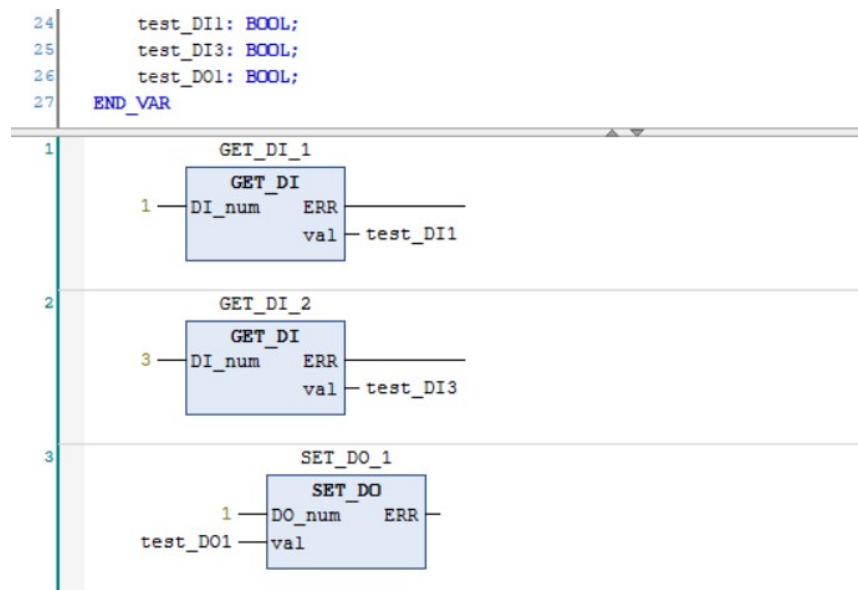 24 test_DI1: BOOL;
25 test_DI3: BOOL;
26 test_DO1: BOOL;
27 END_VAR
1 GET_DI_1
GET_DI
1 DI_num ERR
val test_DI1
2 GET_DI_2
GET_DI
3 DI_num ERR
val test_DI3
3 SET_DO_1
SET_DO
1 DO_num ERR
test_DO1 val